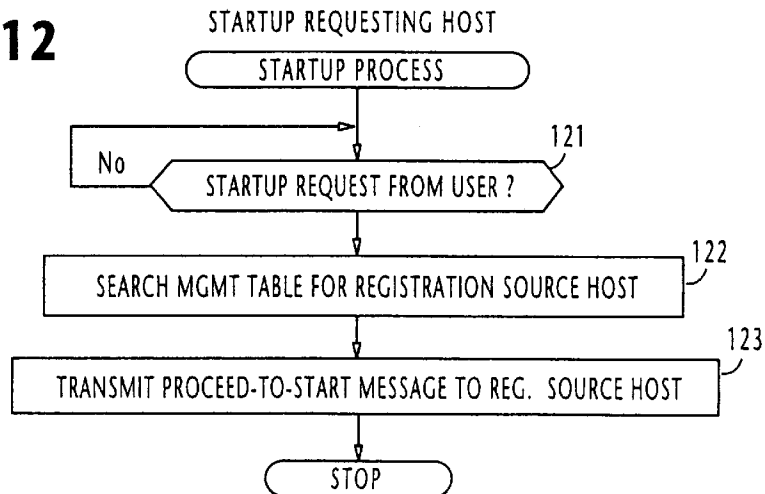 12
STARTUP REQUESTING HOST
STARTUP PROCESS
121
No
STARTUP REQUEST FROM USER ?
122
SEARCH MGMT TABLE FOR REGISTRATION SOURCE HOST
123
TRANSMIT PROCEED-TO-START MESSAGE TO REG. SOURCE HOST
STOP